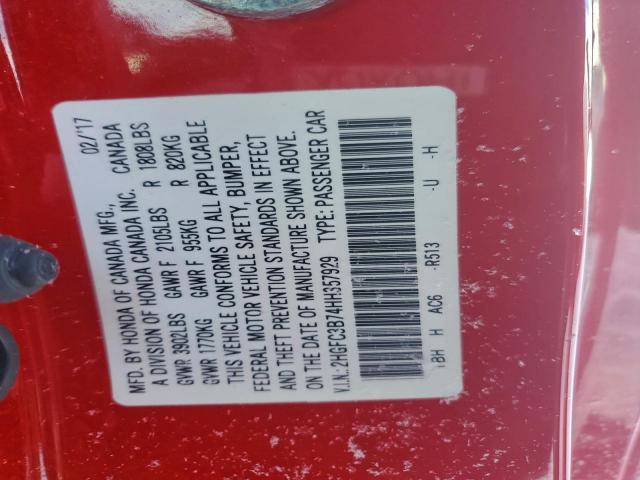 MFD. BY HONDA OF CANADA MFG., 02/'17
A DIVISION OF HONDA CANADA INC. CANADA
GVWR 3902LBS GAWR F 2105LBS R 1808LBS
GVWR 1770KG GAWR F 955KG R 820KG
THIS VEHICLE CONFORMS TO ALL APPLICABLE
FEDERAL MOTOR VEHICLE SAFETY, BUMPER,
AND THEFT PREVENTION STANDARDS IN EFFECT
ON THE DATE OF MANUFACTURE SHOWN ABOVE.
V.I.N.: 2HGFC3B74HH357929 TYPE: PASSENGER CAR
TBH H AC6 -R513 -U -H